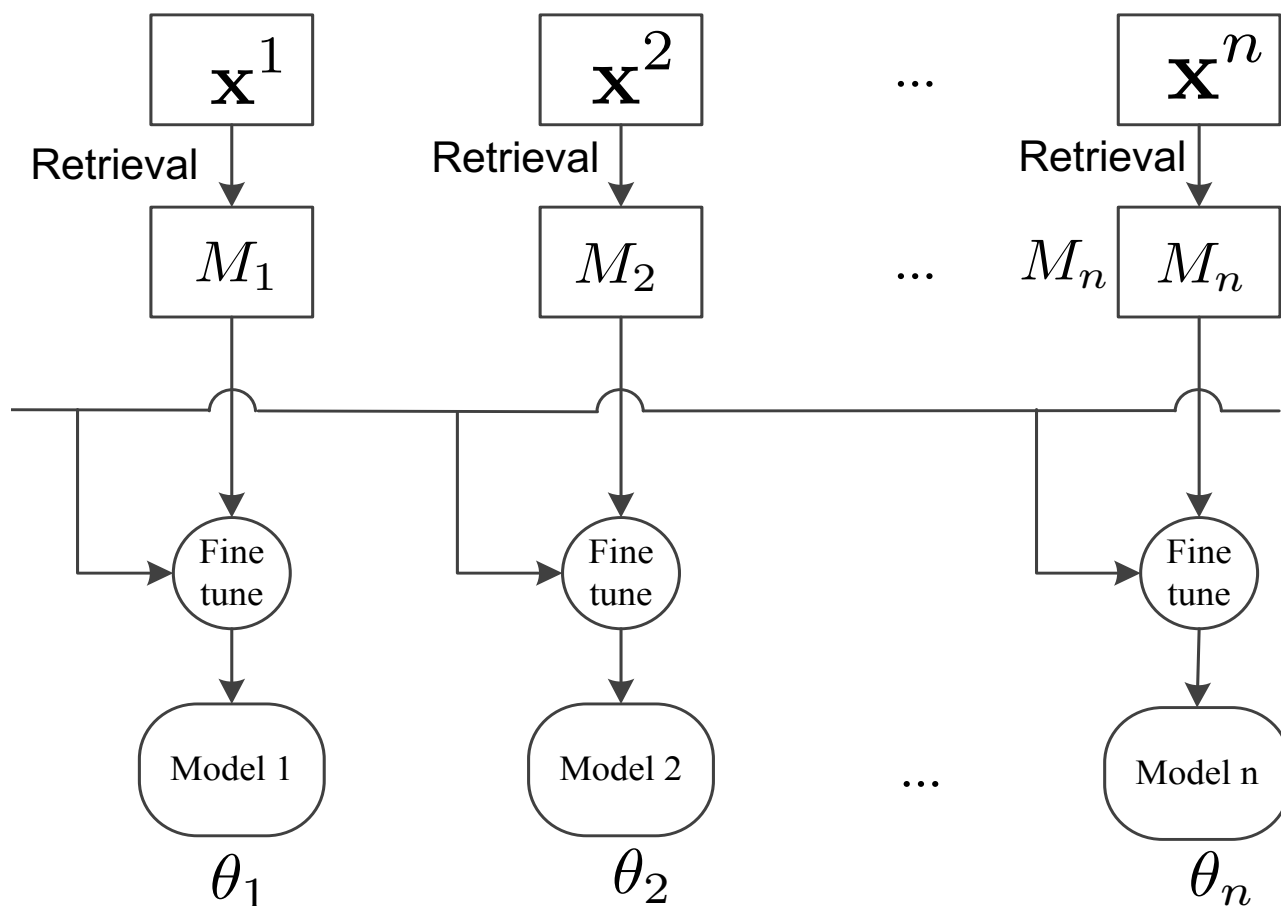 𝐱^1 𝐱^2 ... 𝐱^n
Retrieval Retrieval Retrieval
M_1 M_2 ... M_n M_n
Fine Fine Fine
tune tune tune
Model 1 Model 2 ... Model n
θ_1 θ_2 θ_n